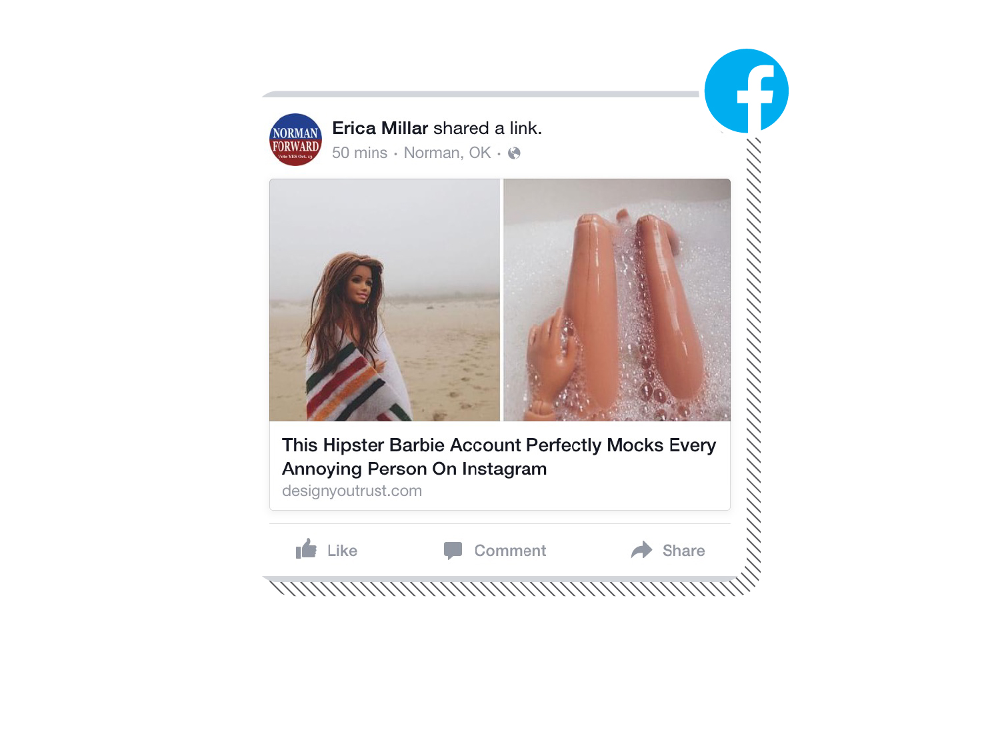 NORMAN
FORWARD
Vote YES Oct. 13
Erica Millar shared a link.
50 mins · Norman, OK ·
This Hipster Barbie Account Perfectly Mocks Every
Annoying Person On Instagram
designyoutrust.com
Like Comment Share